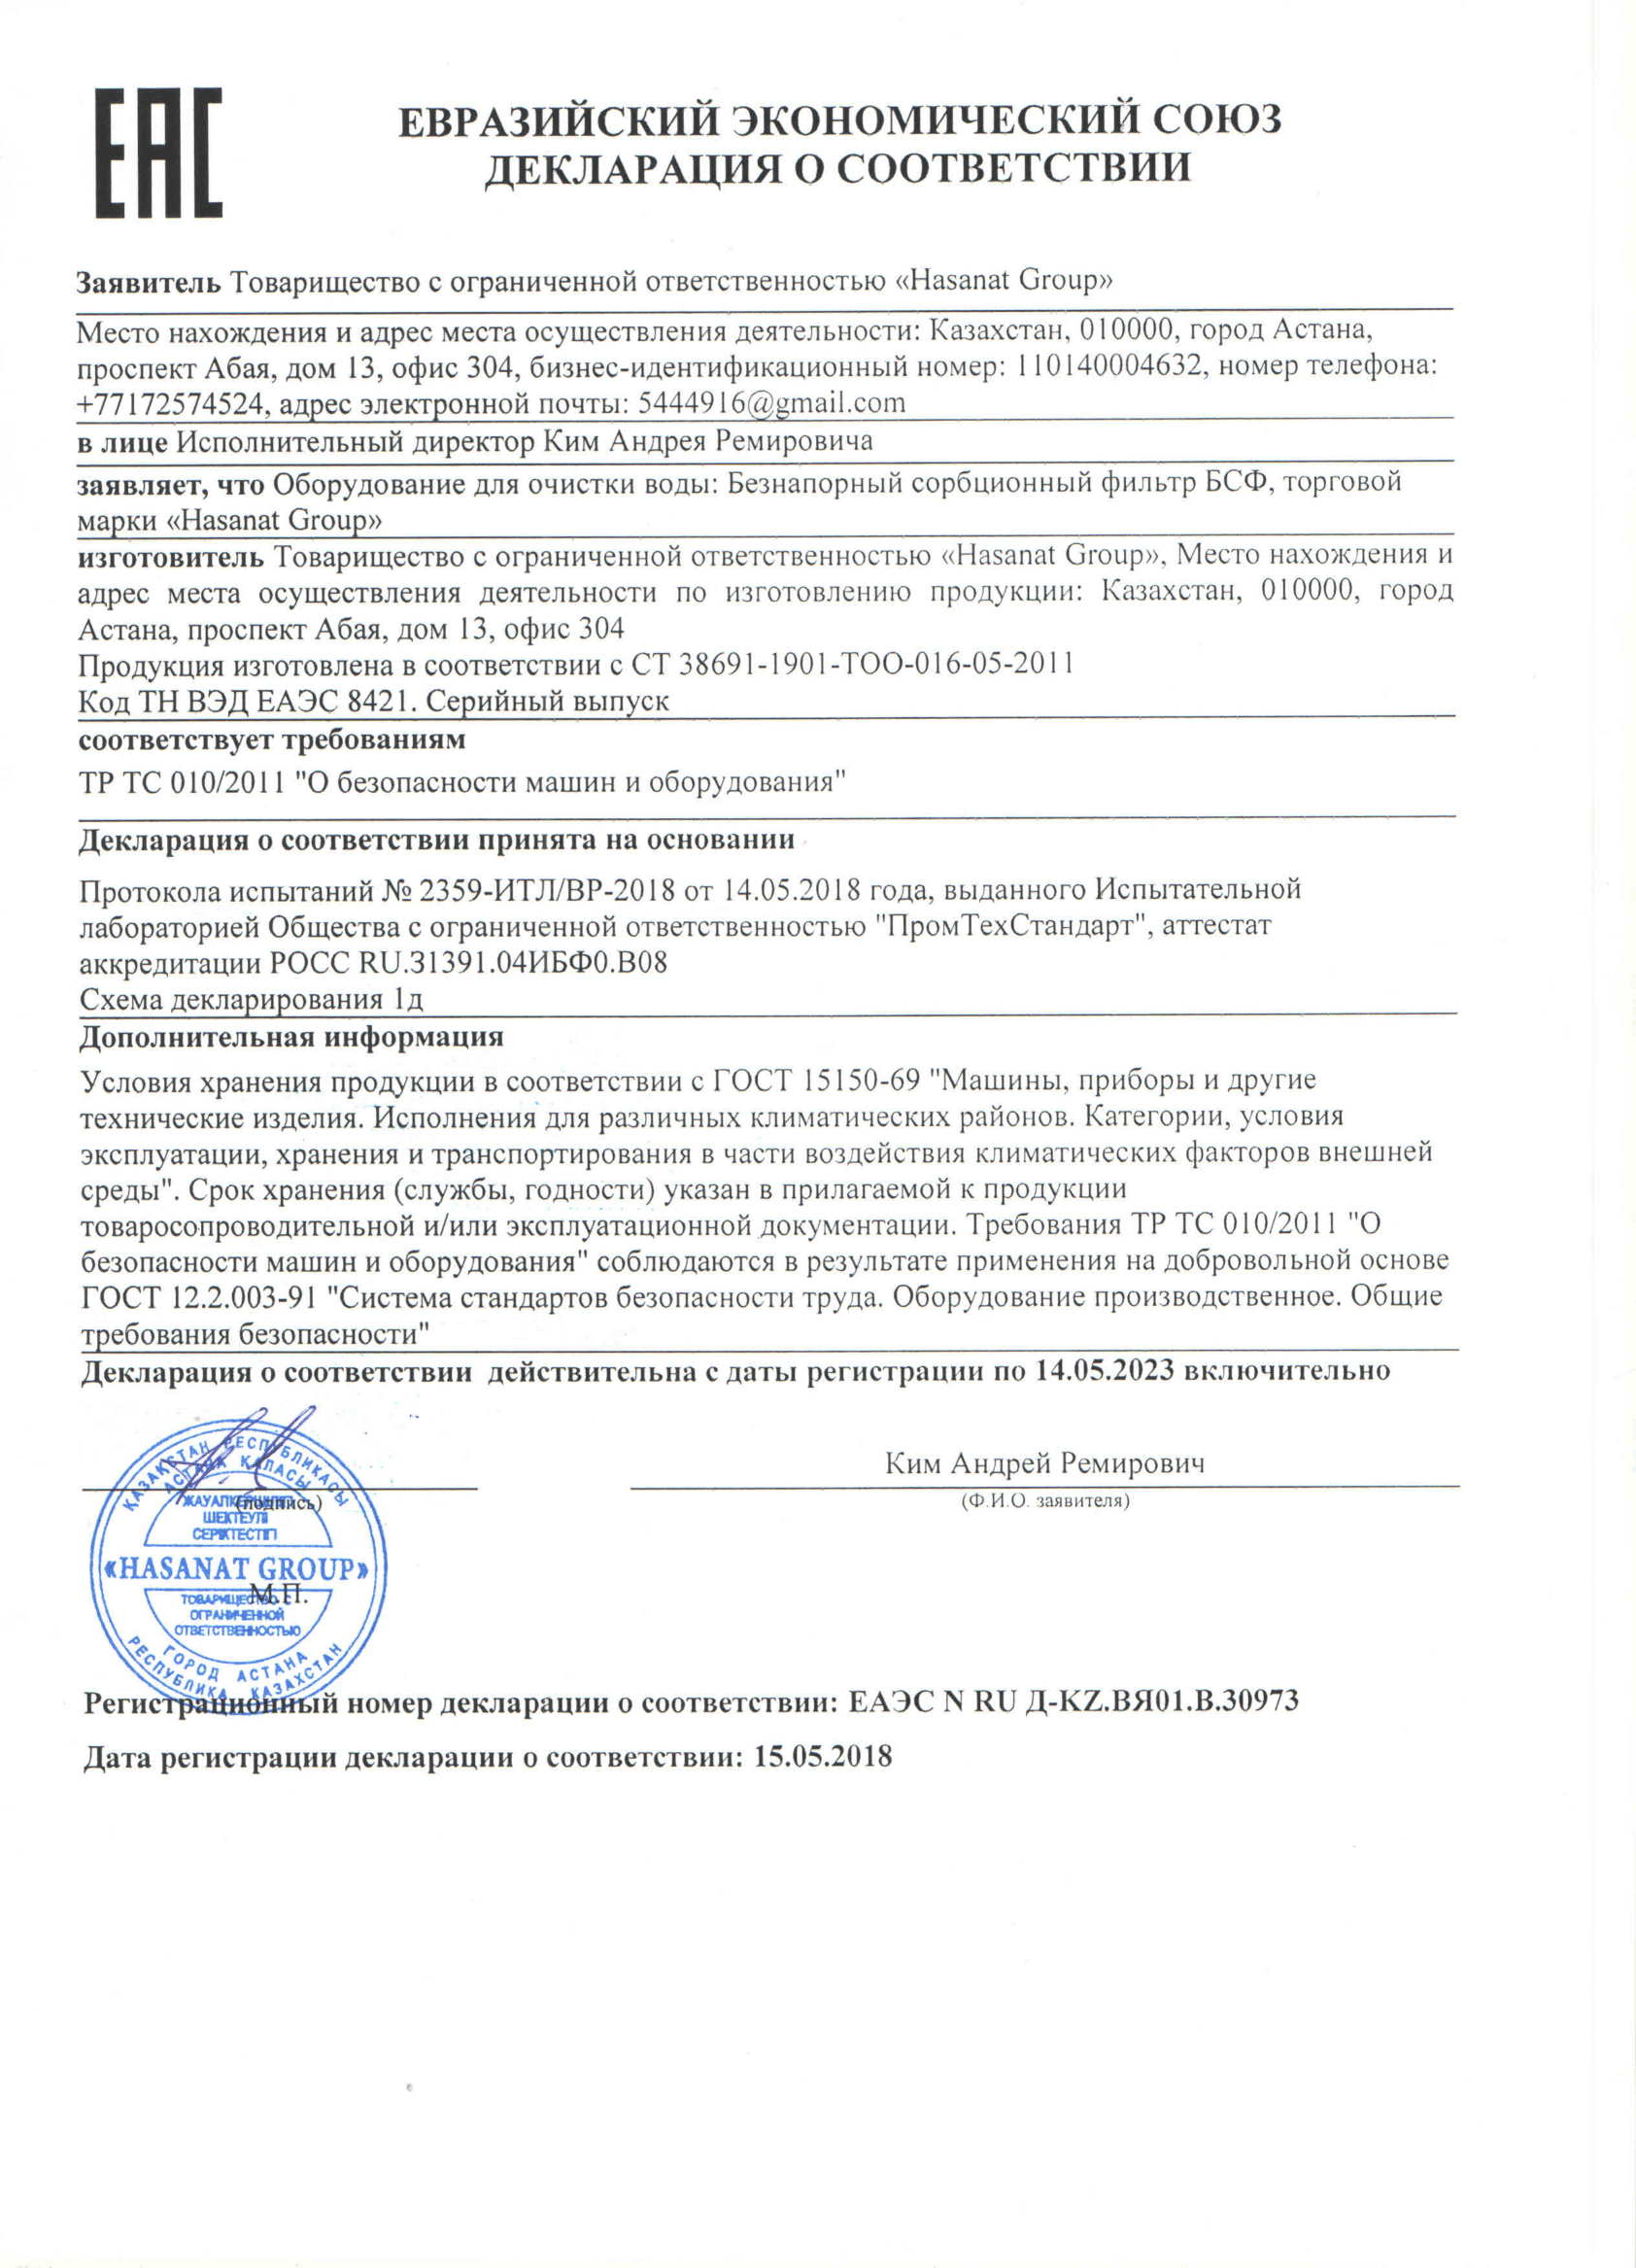 ЕАС
ЕВРАЗИЙСКИЙ ЭКОНОМИЧЕСКИЙ СОЮЗ
ДЕКЛАРАЦИЯ О СООТВЕТСТВИИ
Заявитель Товарищество с ограниченной ответственностью «Hasanat Group»
Место нахождения и адрес места осуществления деятельности: Казахстан, 010000, город Астана,
проспект Абая, дом 13, офис 304, бизнес-идентификационный номер: 110140004632, номер телефона:
+77172574524, адрес электронной почты: 5444916@gmail.com
в лице Исполнительный директор Ким Андрея Ремировича
заявляет, что Оборудование для очистки воды: Безнапорный сорбционный фильтр БСФ, торговой
марки «Hasanat Group»
изготовитель Товарищество с ограниченной ответственностью «Hasanat Group», Место нахождения и
адрес места осуществления деятельности по изготовлению продукции: Казахстан, 010000, город
Астана, проспект Абая, дом 13, офис 304
Продукция изготовлена в соответствии с СТ 38691-1901-ТОО-016-05-2011
Код ТН ВЭД ЕАЭС 8421. Серийный выпуск
соответствует требованиям
ТР ТС 010/2011 "О безопасности машин и оборудования"
Декларация о соответствии принята на основании
Протокола испытаний № 2359-ИТЛ/ВР-2018 от 14.05.2018 года, выданного Испытательной
лабораторией Общества с ограниченной ответственностью "ПромТехСтандарт", аттестат
аккредитации РОСС RU.31391.04ИБФ0.В08
Схема декларирования 1д
Дополнительная информация
Условия хранения продукции в соответствии с ГОСТ 15150-69 "Машины, приборы и другие
технические изделия. Исполнения для различных климатических районов. Категории, условия
эксплуатации, хранения и транспортирования в части воздействия климатических факторов внешней
среды". Срок хранения (службы, годности) указан в прилагаемой к продукции
товаросопроводительной и/или эксплуатационной документации. Требования ТР ТС 010/2011 "О
безопасности машин и оборудования" соблюдаются в результате применения на добровольной основе
ГОСТ 12.2.003-91 "Система стандартов безопасности труда. Оборудование производственное. Общие
требования безопасности"
Декларация о соответствии действительна с даты регистрации по 14.05.2023 включительно
Ким Андрей Ремирович
(подпись)
(Ф.И.О. заявителя)
ҚАЗАҚСТАН РЕСПУБЛИКАСЫ
АСТАНА ҚАЛАСЫ
ШЕКТЕУЛІ
СЕРІКТЕСТІГІ
«HASANAT GROUP»
М.П.
ТОВАРИЩЕСТВО С
ОГРАНИЧЕННОЙ
ОТВЕТСТВЕННОСТЬЮ
ГОРОД АСТАНА
РЕСПУБЛИКА КАЗАХСТАН
Регистрационный номер декларации о соответствии: ЕАЭС N RU Д-KZ.ВЯ01.В.30973
Дата регистрации декларации о соответствии: 15.05.2018